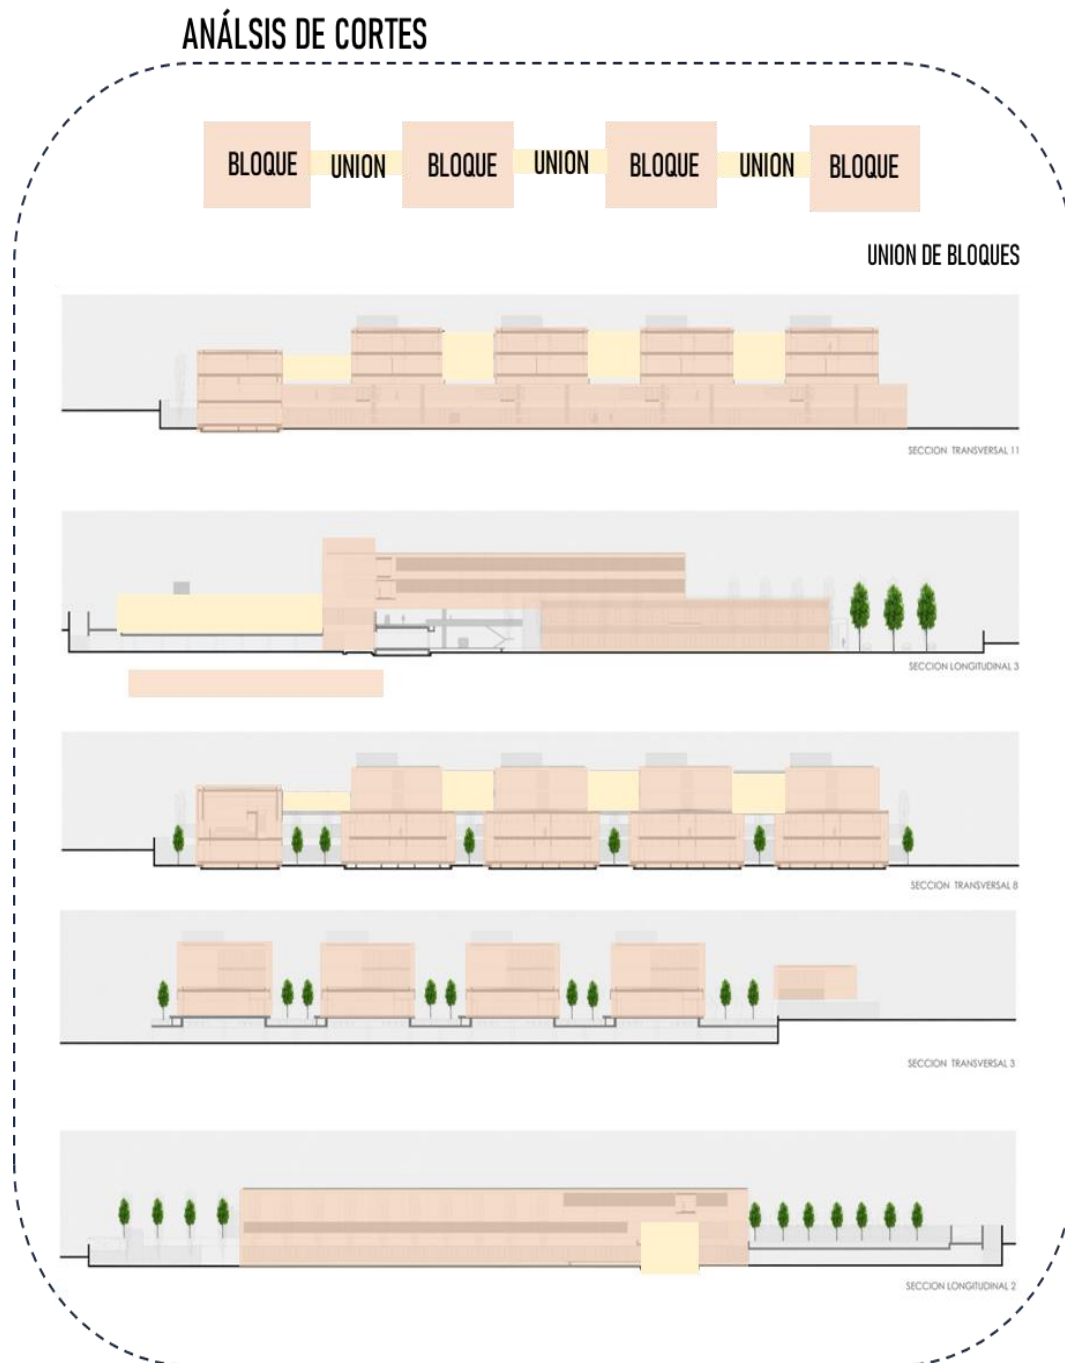 ANÁLSIS DE CORTES
BLOQUE UNION BLOQUE UNION BLOQUE UNION BLOQUE
UNION DE BLOQUES
SECCION TRANSVERSAL 11
SECCION LONGITUDINAL 3
SECCION TRANSVERSAL 8
SECCION TRANSVERSAL 3
SECCION LONGITUDINAL 2